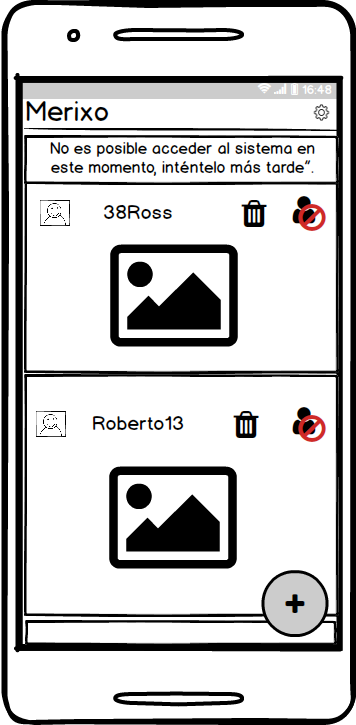 16:48
Merixo
No es posible acceder al sistema en
este momento, inténtelo más tarde”.
38Ross
Roberto13
+